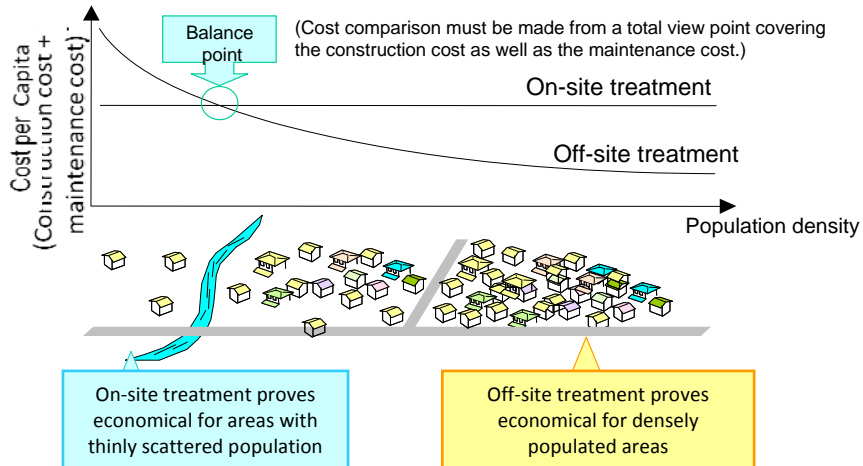 Balance
point
(Cost comparison must be made from a total view point covering
the construction cost as well as the maintenance cost.)
Cost per Capita
(Construction cost +
maintenance cost)
On-site treatment
Off-site treatment
Population density
On-site treatment proves
economical for areas with
thinly scattered population
Off-site treatment proves
economical for densely
populated areas